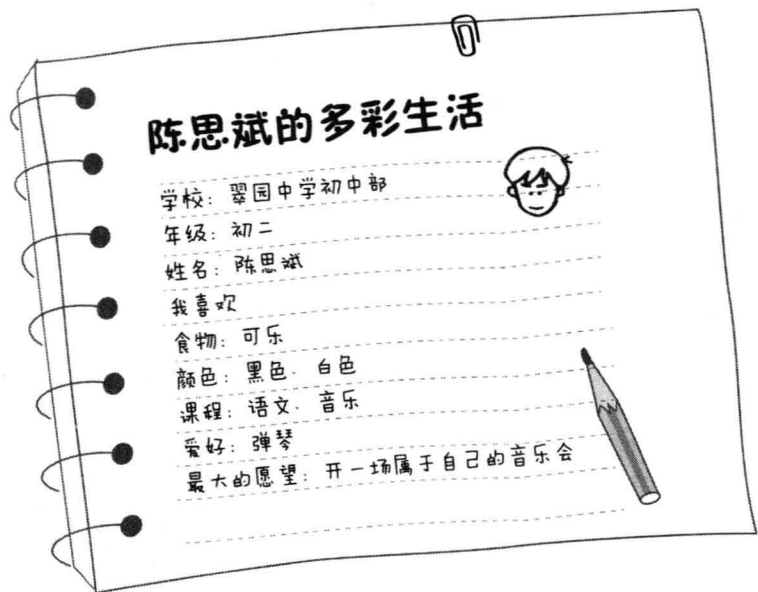 陈思斌的多彩生活
学校：翠园中学初中部
年级：初二
姓名：陈思斌
我喜欢
食物：可乐
颜色：黑色、白色
课程：语文、音乐
爱好：弹琴
最大的愿望：开一场属于自己的音乐会